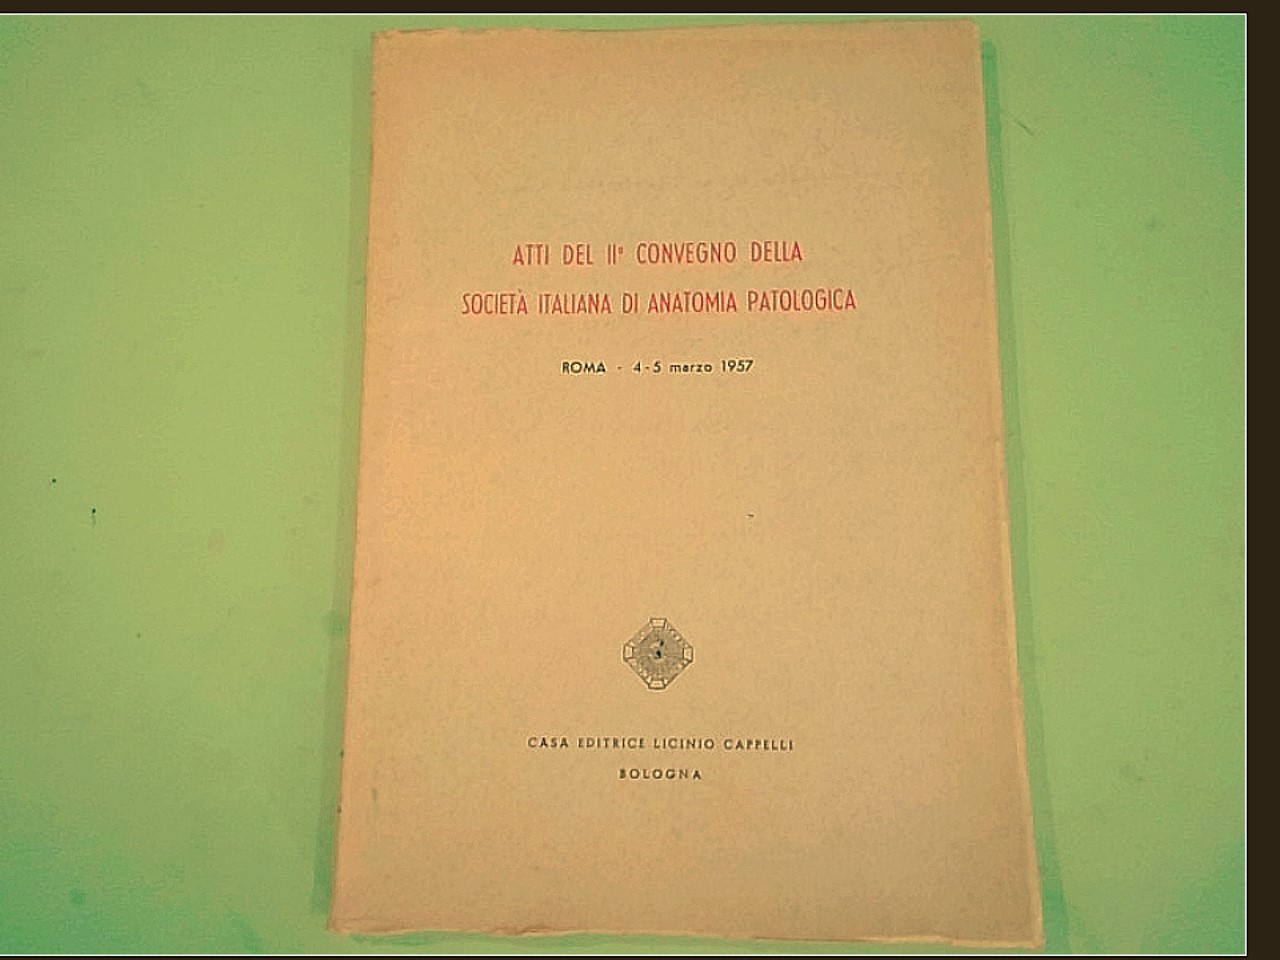 ATTI DEL IIº CONVEGNO DELLA
SOCIETÀ ITALIANA DI ANATOMIA PATOLOGICA
ROMA - 4-5 marzo 1957
CASA EDITRICE LICINIO CAPPELLI
BOLOGNA